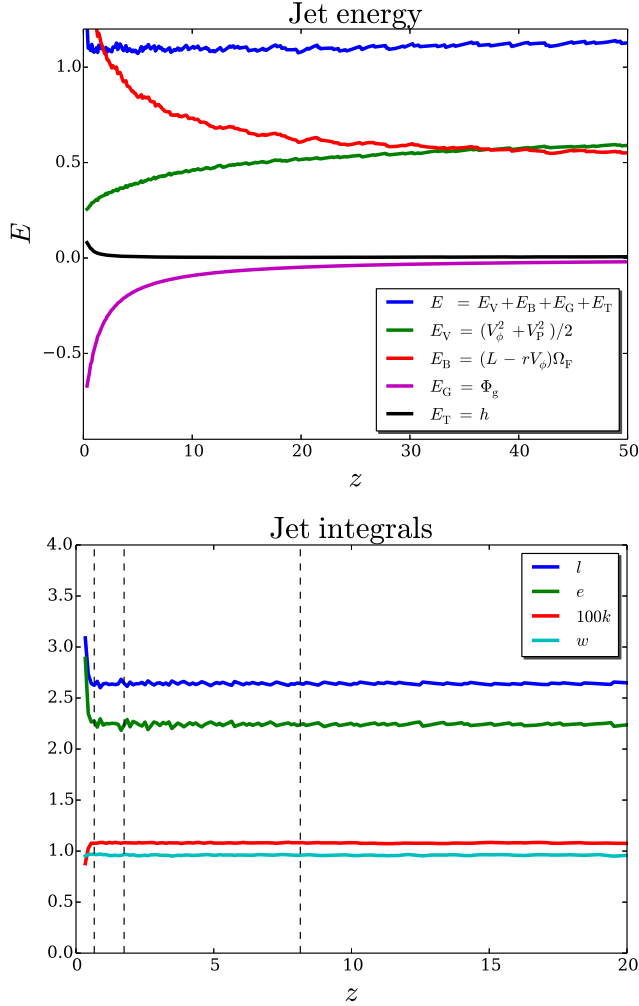 Jet energy
1.0
0.5
0.0
−0.5
E
E = E_V + E_B + E_G + E_T
E_V = (V_ϕ^2 + V_P^2)/2
E_B = (L − rV_ϕ)Ω_F
E_G = Φ_g
E_T = h
0 10 20 30 40 50
z
Jet integrals
4.0
3.5
3.0
2.5
2.0
1.5
1.0
0.5
0.0
l
e
100k
w
0 5 10 15 20
z